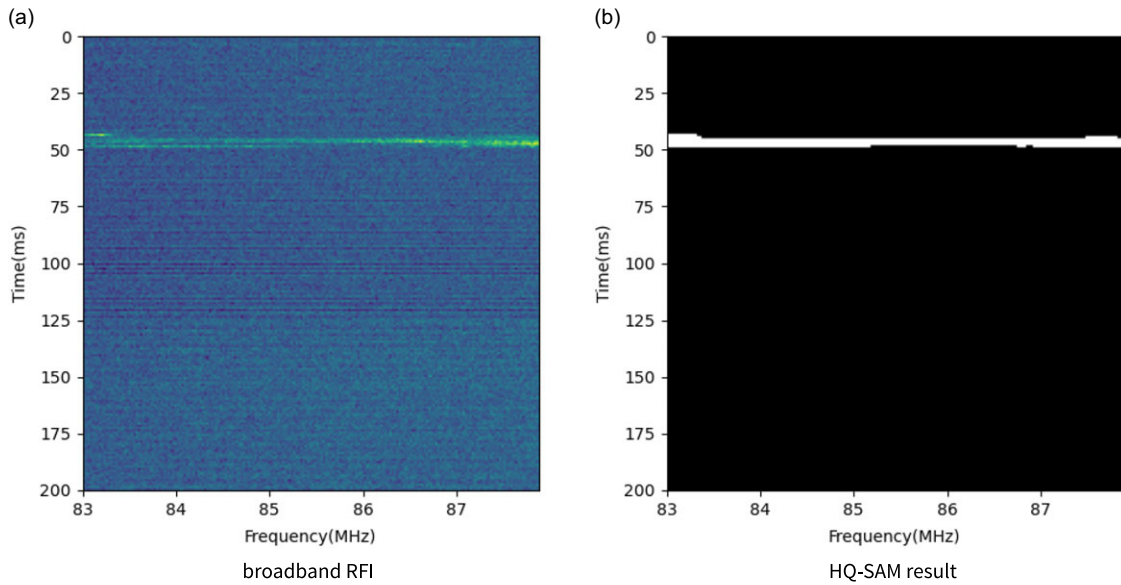 (a)
0
25
50
75
100
125
150
175
200
Time(ms)
83 84 85 86 87
Frequency(MHz)
broadband RFI
(b)
0
25
50
75
100
125
150
175
200
Time(ms)
83 84 85 86 87
Frequency(MHz)
HQ-SAM result